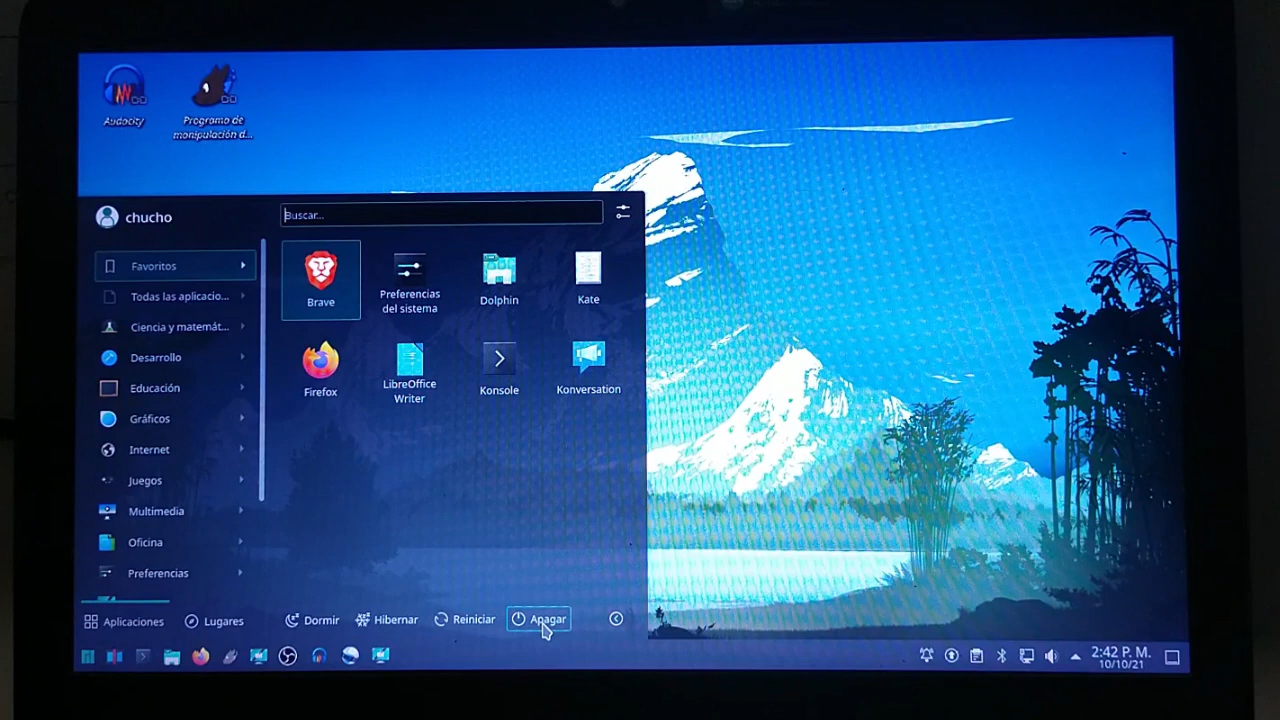 Audacity
Programa de
manipulación d...
chucho
Buscar...
Favoritos
Todas las aplicacio...
Ciencia y matemát...
Desarrollo
Educación
Gráficos
Internet
Juegos
Multimedia
Oficina
Preferencias
Brave
Preferencias
del sistema
Dolphin
Kate
Firefox
LibreOffice
Writer
Konsole
Konversation
Aplicaciones
Lugares
Dormir
Hibernar
Reiniciar
Apagar
2:42 P. M.
10/10/21